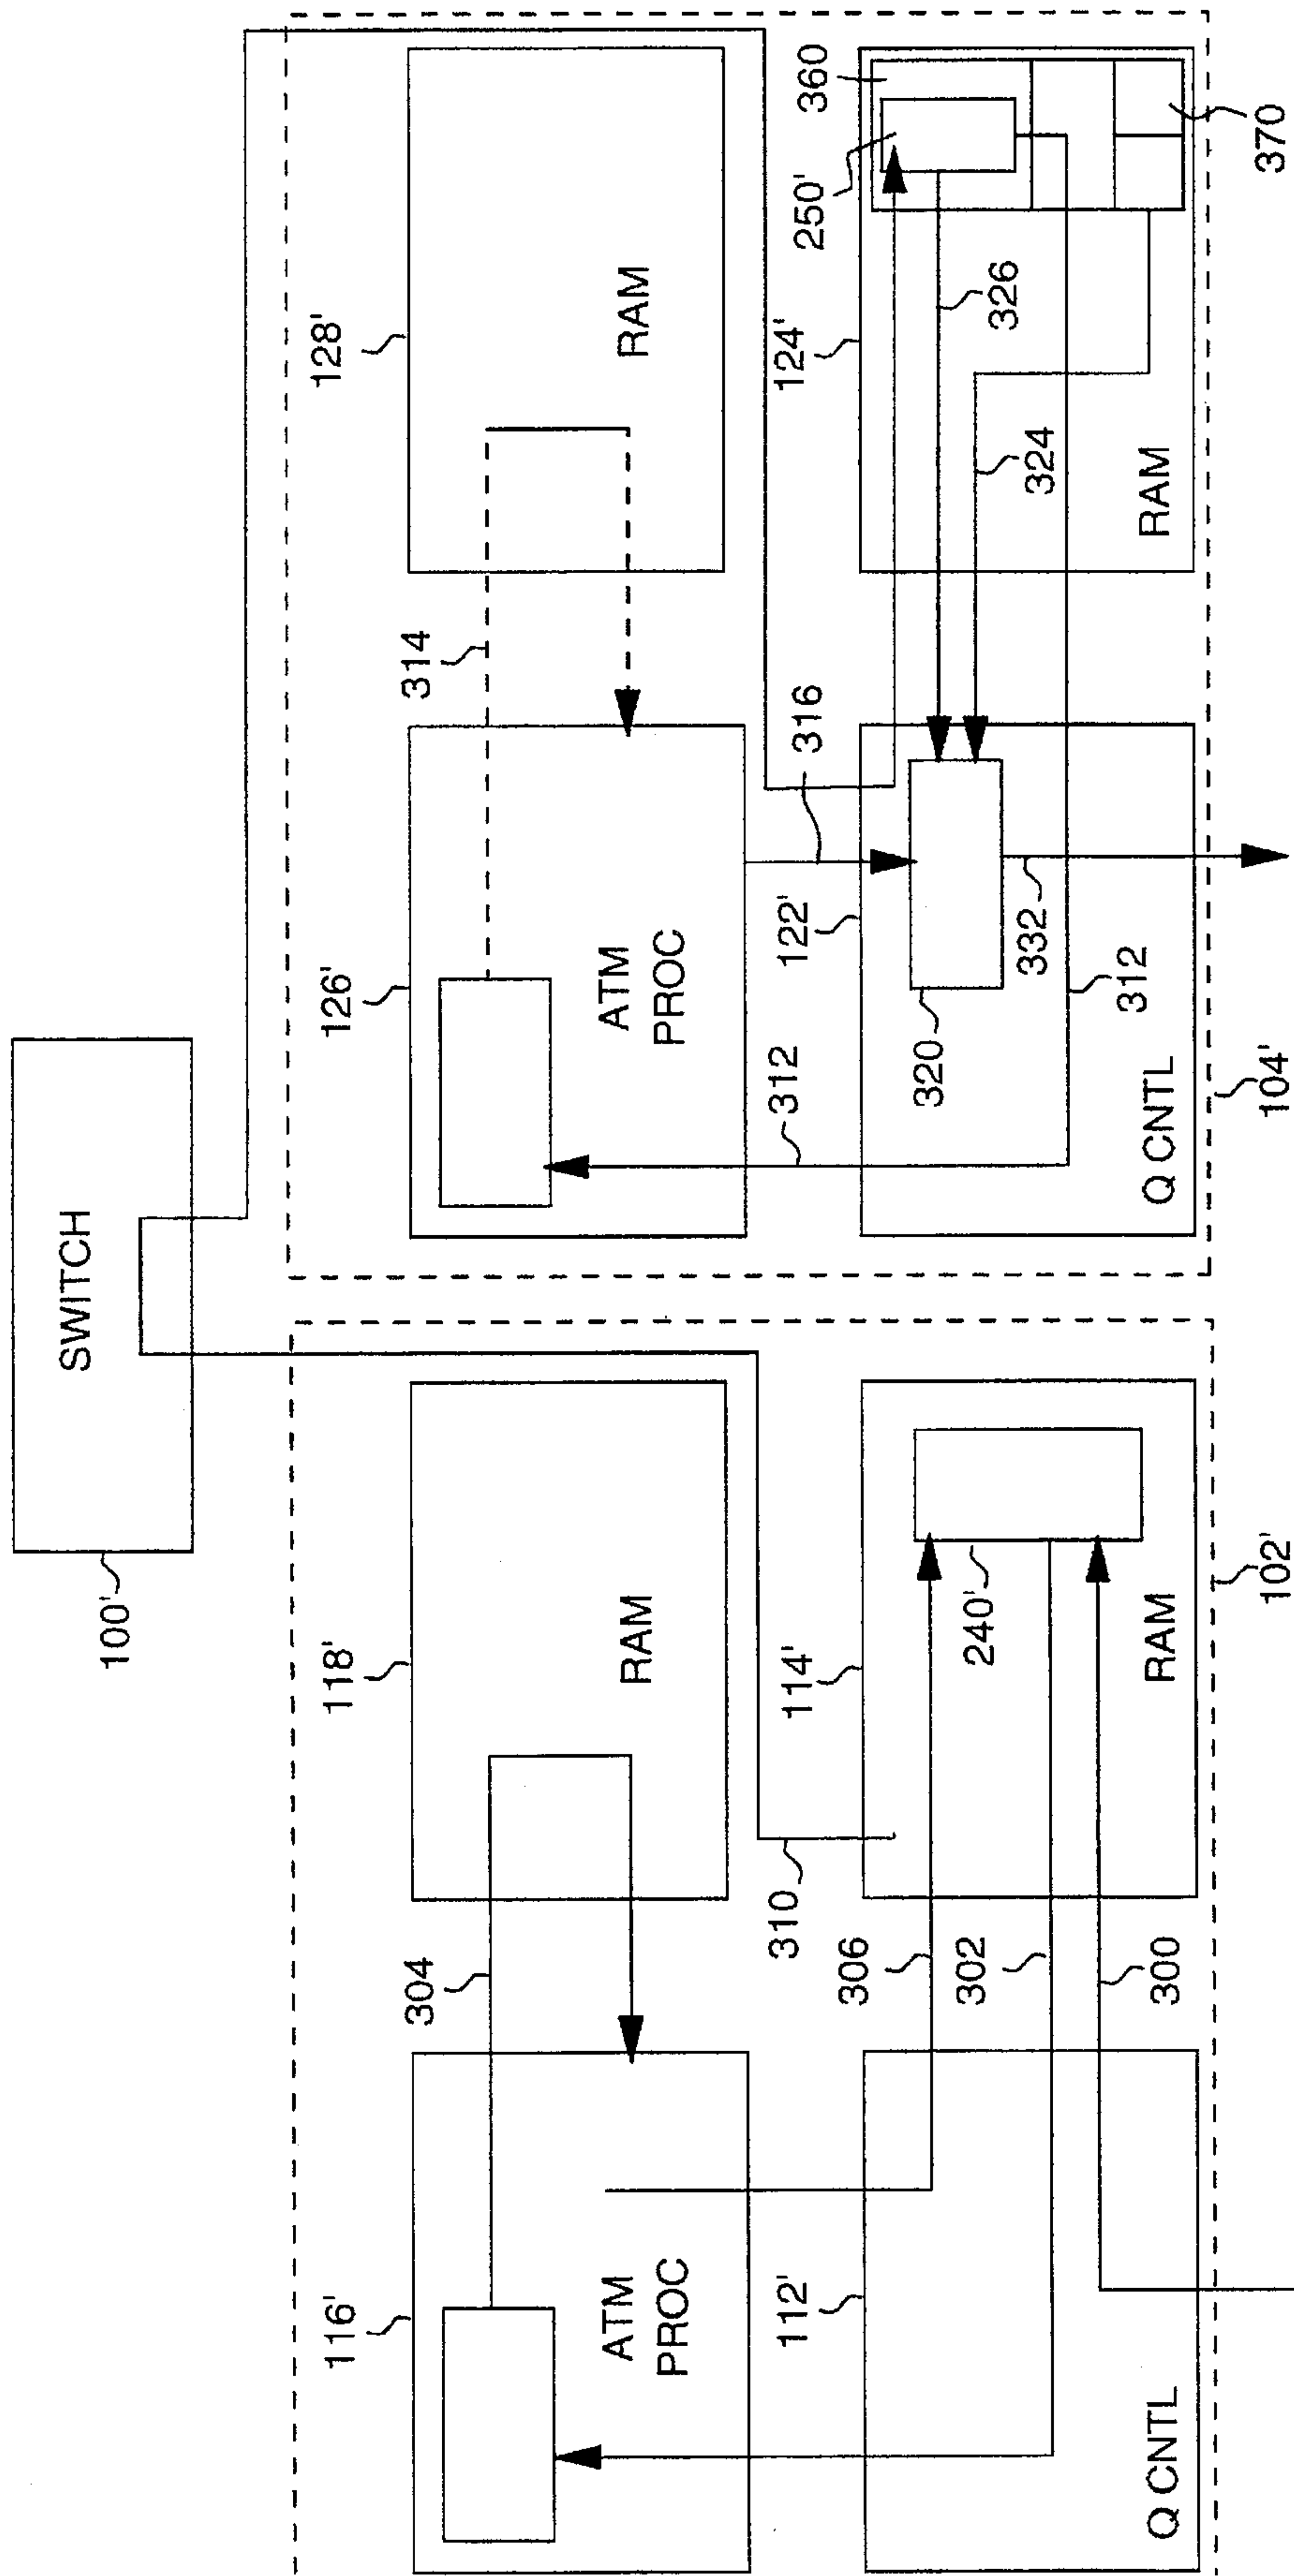 SWITCH
100'
116'
ATM
PROC
304
118'
RAM
112'
Q CNTL
306
302
300
310
114'
240'
RAM
102'
126'
ATM
PROC
314
128'
RAM
312
316
122'
320
332
312
Q CNTL
124'
250'
360
326
324
RAM
370
104'